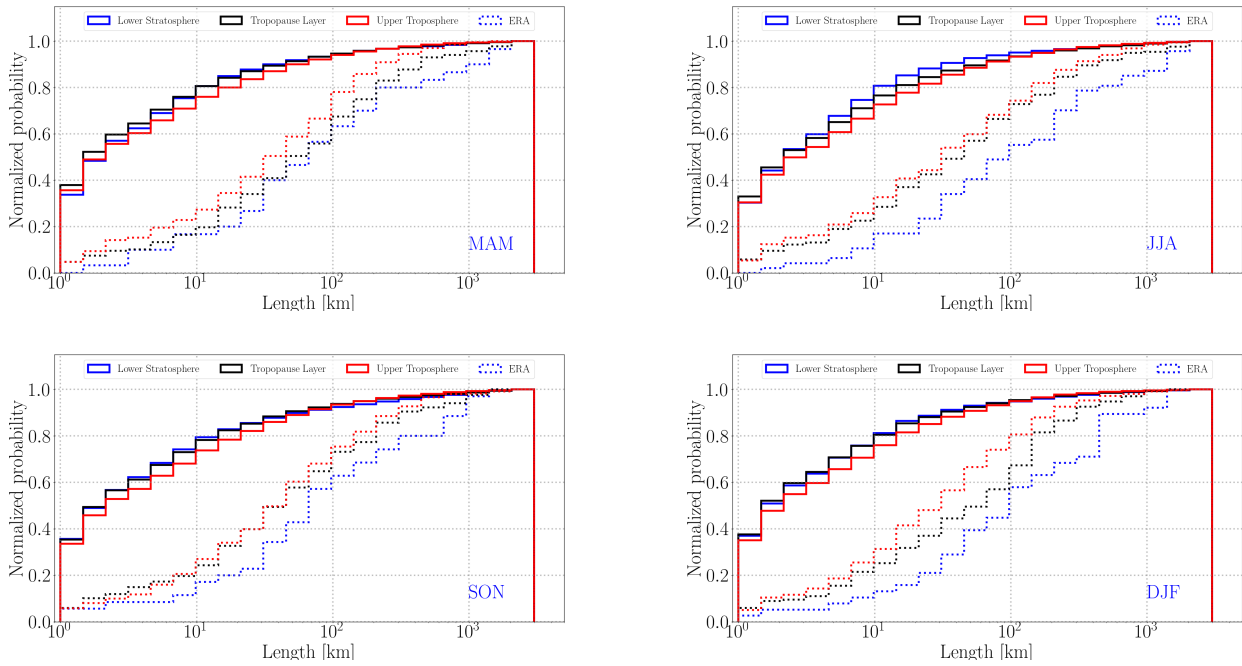 Lower Stratosphere Tropopause Layer Upper Troposphere ERA
1.0
0.8
0.6
0.4
0.2
0.0
Normalized probability
MAM
10^0 10^1 10^2 10^3
Length [km]
Lower Stratosphere Tropopause Layer Upper Troposphere ERA
1.0
0.8
0.6
0.4
0.2
0.0
Normalized probability
JJA
10^0 10^1 10^2 10^3
Length [km]
Lower Stratosphere Tropopause Layer Upper Troposphere ERA
1.0
0.8
0.6
0.4
0.2
0.0
Normalized probability
SON
10^0 10^1 10^2 10^3
Length [km]
Lower Stratosphere Tropopause Layer Upper Troposphere ERA
1.0
0.8
0.6
0.4
0.2
0.0
Normalized probability
DJF
10^0 10^1 10^2 10^3
Length [km]